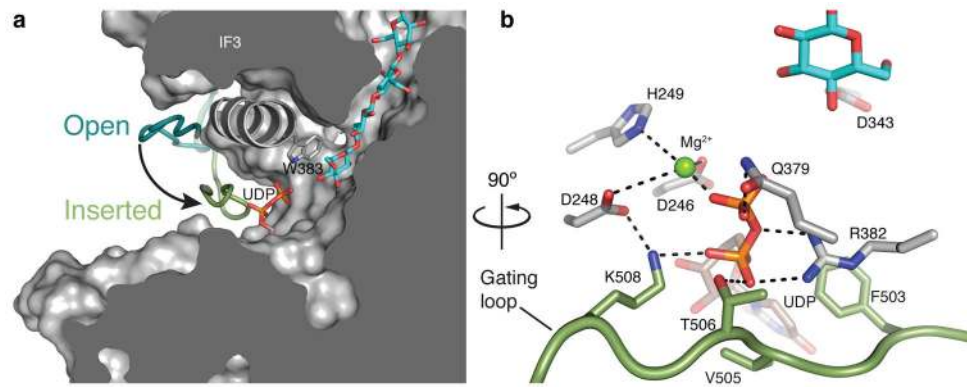 a
IF3
Open
W383
UDP
Inserted
b
90º
H249
Mg²⁺
D343
Q379
D248
D246
R382
K508
Gating
loop
UDP
F503
T506
V505